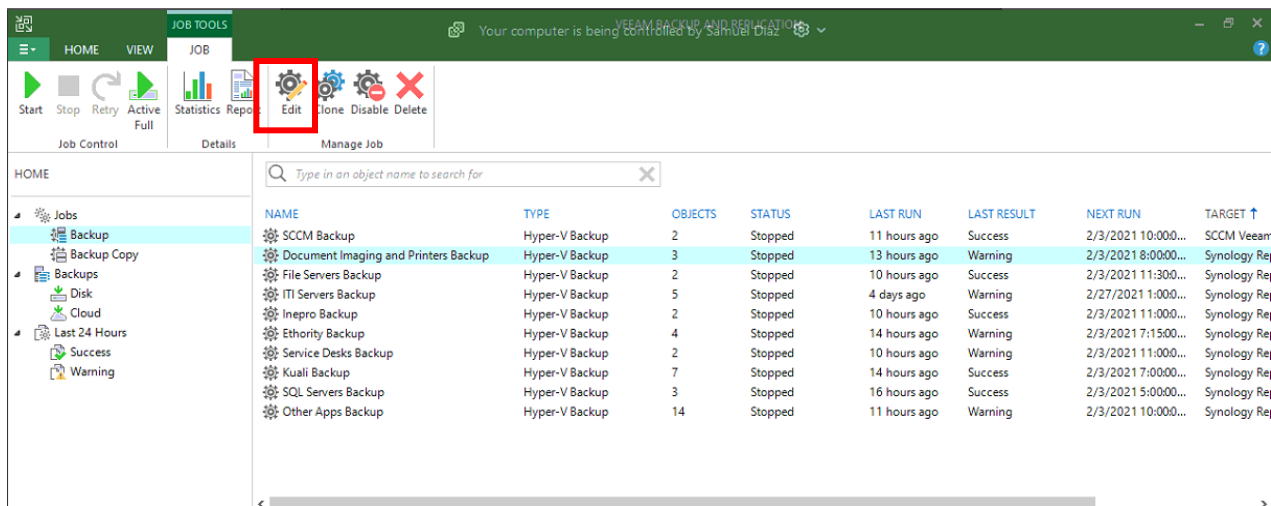 JOB TOOLS
VEEAM BACKUP AND REPLICATION
Your computer is being controlled by Samuel Diaz
HOME VIEW JOB
Start Stop Retry Active Full Statistics Report Edit Clone Disable Delete
Job Control Details Manage Job
HOME
Type in an object name to search for
Jobs
Backup
Backup Copy
Backups
Disk
Cloud
Last 24 Hours
Success
Warning
NAME TYPE OBJECTS STATUS LAST RUN LAST RESULT NEXT RUN TARGET
SCCM Backup Hyper-V Backup 2 Stopped 11 hours ago Success 2/3/2021 10:00:0... SCCM Veeam
Document Imaging and Printers Backup Hyper-V Backup 3 Stopped 13 hours ago Warning 2/3/2021 8:00:00... Synology Rep
File Servers Backup Hyper-V Backup 2 Stopped 10 hours ago Success 2/3/2021 11:30:0... Synology Rep
ITI Servers Backup Hyper-V Backup 5 Stopped 4 days ago Warning 2/27/2021 1:00:0... Synology Rep
Inepro Backup Hyper-V Backup 2 Stopped 10 hours ago Success 2/3/2021 11:00:0... Synology Rep
Ethority Backup Hyper-V Backup 4 Stopped 14 hours ago Warning 2/3/2021 7:15:00... Synology Rep
Service Desks Backup Hyper-V Backup 2 Stopped 10 hours ago Warning 2/3/2021 11:00:0... Synology Rep
Kuali Backup Hyper-V Backup 7 Stopped 14 hours ago Success 2/3/2021 7:00:00... Synology Rep
SQL Servers Backup Hyper-V Backup 3 Stopped 16 hours ago Success 2/3/2021 5:00:00... Synology Rep
Other Apps Backup Hyper-V Backup 14 Stopped 11 hours ago Warning 2/3/2021 10:00:0... Synology Rep